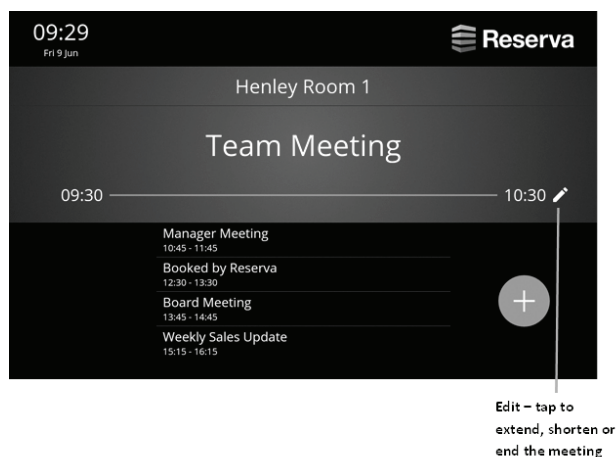 09:29
Fri 9 Jun
Reserva
Henley Room 1
Team Meeting
09:30
10:30
Manager Meeting
10:45 - 11:45
Booked by Reserva
12:30 - 13:30
Board Meeting
13:45 - 14:45
Weekly Sales Update
15:15 - 16:15
Edit – tap to
extend, shorten or
end the meeting